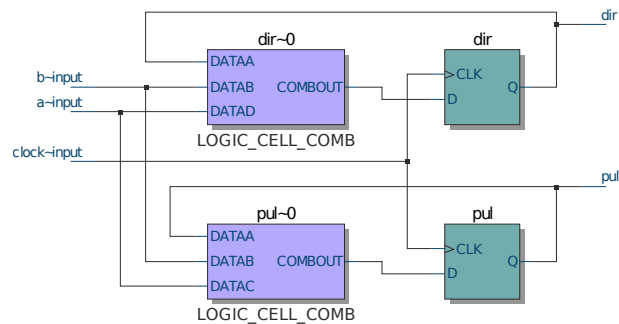 dir
dir~0
dir
DATAA
b~input
DATAB
COMBOUT
CLK
Q
a~input
DATAD
D
LOGIC_CELL_COMB
clock~input
pul
pul~0
pul
DATAA
CLK
DATAB
COMBOUT
Q
D
DATAC
LOGIC_CELL_COMB